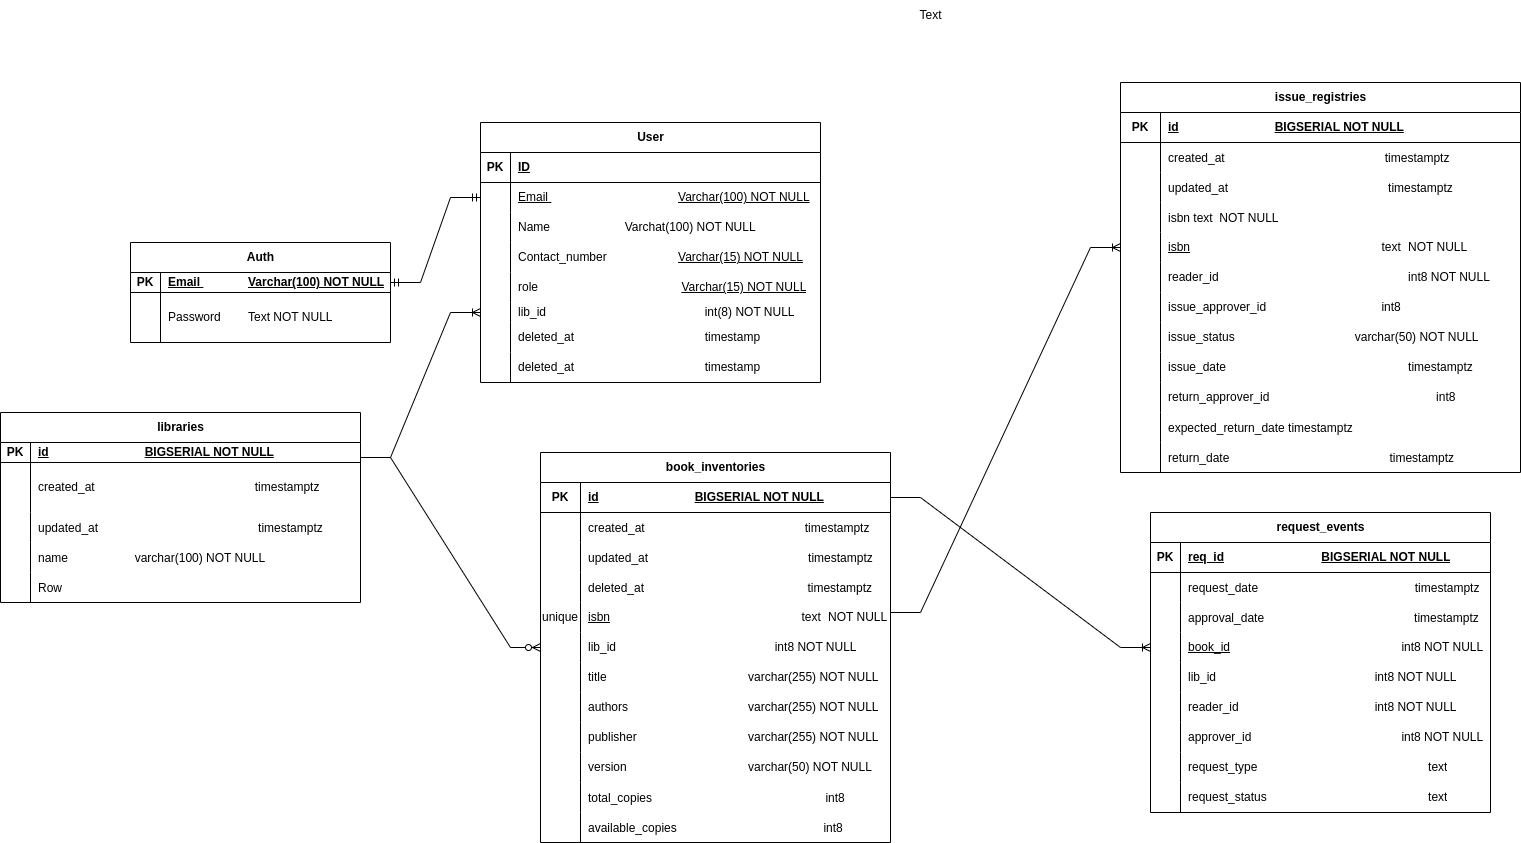 Text
User
PK ID
Email Varchar(100) NOT NULL
Name Varchat(100) NOT NULL
Contact_number Varchar(15) NOT NULL
role Varchar(15) NOT NULL
lib_id int(8) NOT NULL
deleted_at timestamp
deleted_at timestamp
Auth
PK Email Varchar(100) NOT NULL
Password Text NOT NULL
libraries
PK id BIGSERIAL NOT NULL
created_at timestamptz
updated_at timestamptz
name varchar(100) NOT NULL
Row
book_inventories
PK id BIGSERIAL NOT NULL
created_at timestamptz
updated_at timestamptz
deleted_at timestamptz
unique isbn text NOT NULL
lib_id int8 NOT NULL
title varchar(255) NOT NULL
authors varchar(255) NOT NULL
publisher varchar(255) NOT NULL
version varchar(50) NOT NULL
total_copies int8
available_copies int8
issue_registries
PK id BIGSERIAL NOT NULL
created_at timestamptz
updated_at timestamptz
isbn text NOT NULL
isbn text NOT NULL
reader_id int8 NOT NULL
issue_approver_id int8
issue_status varchar(50) NOT NULL
issue_date timestamptz
return_approver_id int8
expected_return_date timestamptz
return_date timestamptz
request_events
PK req_id BIGSERIAL NOT NULL
request_date timestamptz
approval_date timestamptz
book_id int8 NOT NULL
lib_id int8 NOT NULL
reader_id int8 NOT NULL
approver_id int8 NOT NULL
request_type text
request_status text